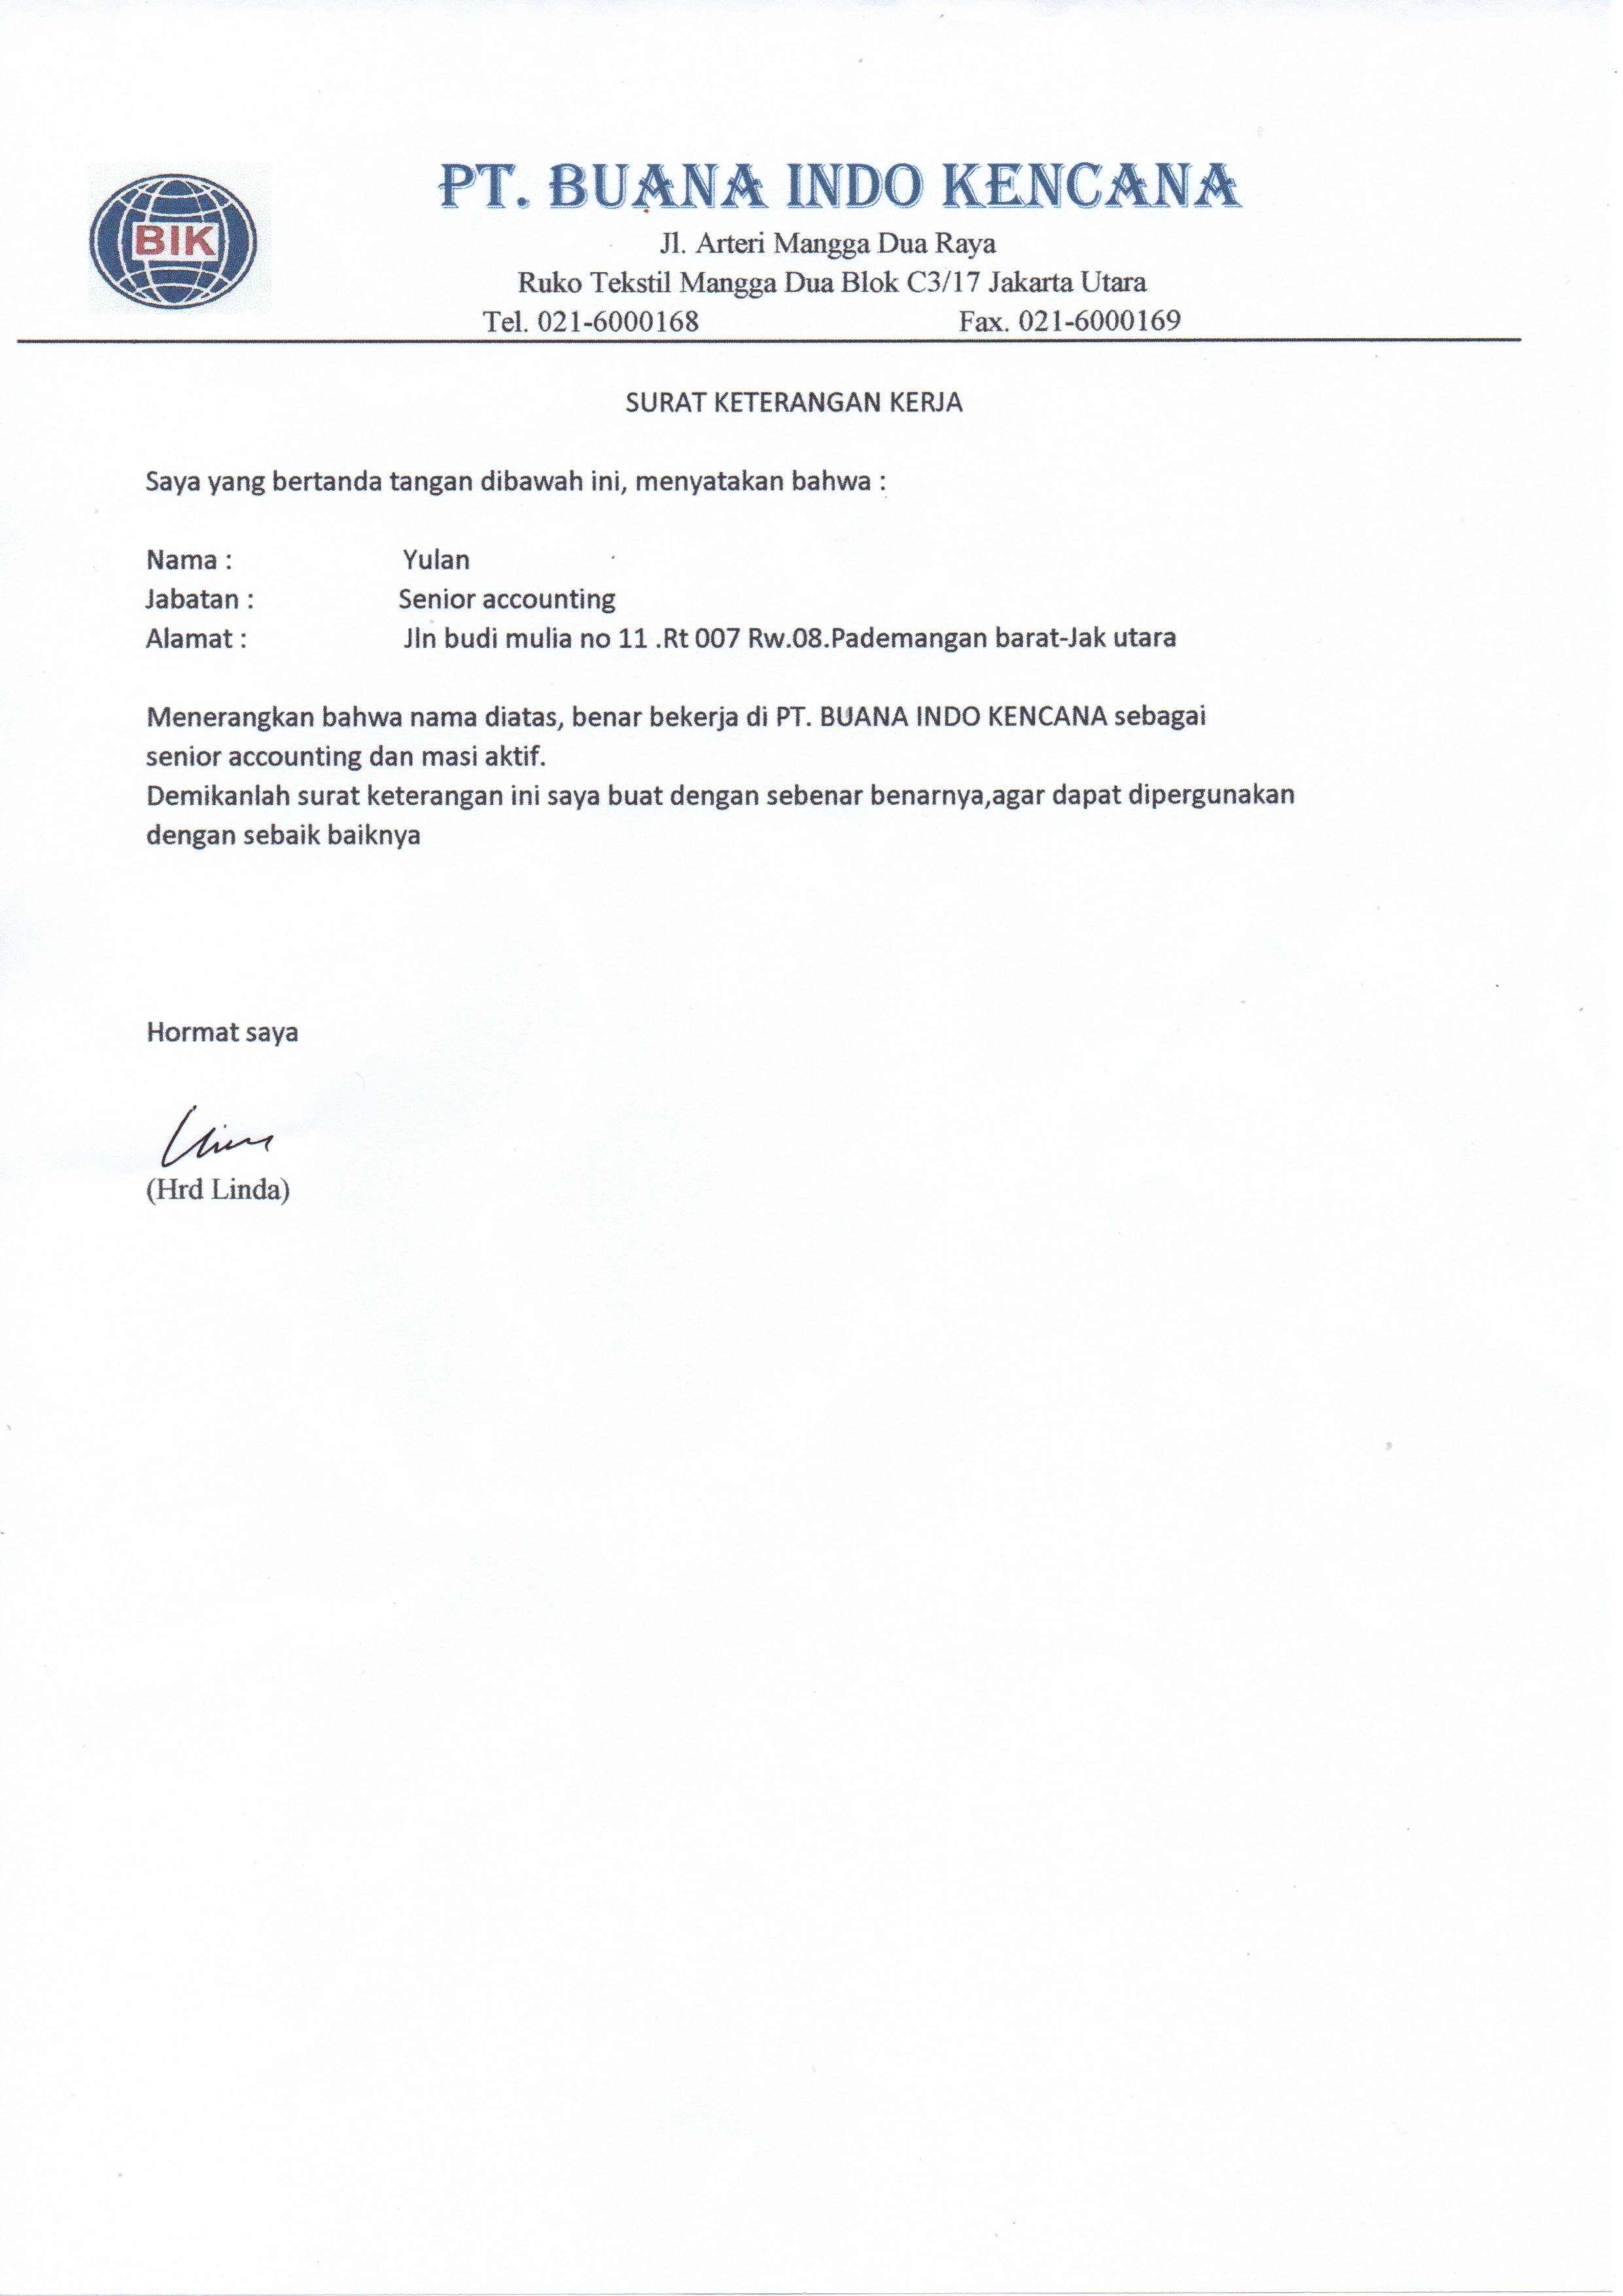 PT. BUANA INDO KENCANA
BIK
Jl. Arteri Mangga Dua Raya
Ruko Tekstil Mangga Dua Blok C3/17 Jakarta Utara
Tel. 021-6000168 Fax. 021-6000169
SURAT KETERANGAN KERJA
Saya yang bertanda tangan dibawah ini, menyatakan bahwa :
Nama : Yulan
Jabatan : Senior accounting
Alamat : Jln budi mulia no 11 .Rt 007 Rw.08.Pademangan barat-Jak utara
Menerangkan bahwa nama diatas, benar bekerja di PT. BUANA INDO KENCANA sebagai
senior accounting dan masi aktif.
Demikanlah surat keterangan ini saya buat dengan sebenar benarnya,agar dapat dipergunakan
dengan sebaik baiknya
Hormat saya
(Hrd Linda)